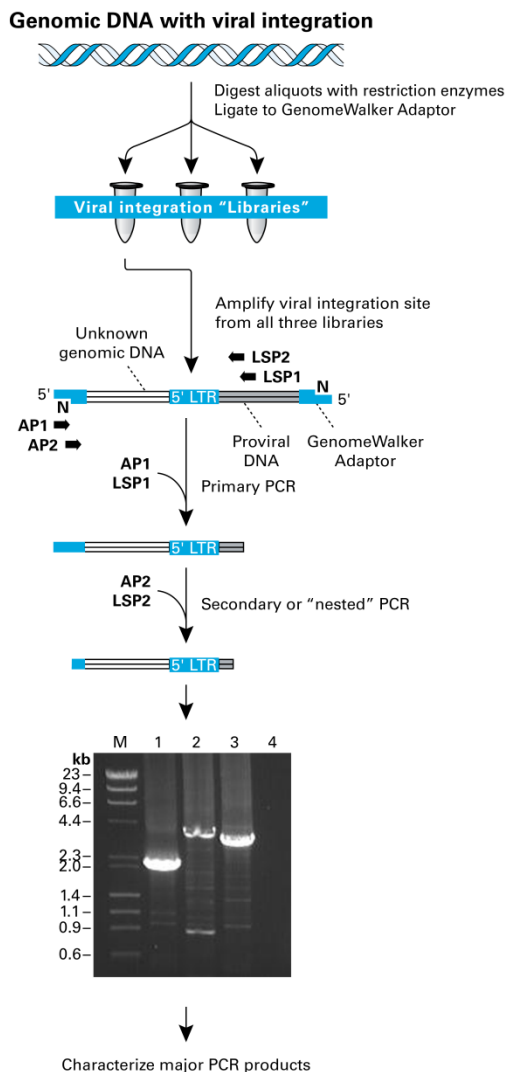 Genomic DNA with viral integration
Digest aliquots with restriction enzymes
Ligate to GenomeWalker Adaptor
Viral integration “Libraries”
Amplify viral integration site
from all three libraries
Unknown
genomic DNA
LSP2
LSP1
5'
N
5' LTR
N
5'
AP1
AP2
Proviral
DNA
GenomeWalker
Adaptor
AP1
LSP1
Primary PCR
5' LTR
AP2
LSP2
Secondary or “nested” PCR
5' LTR
M 1 2 3 4
kb
23–
9.4–
6.6–
4.4–
2.3–
2.0–
1.4–
1.1–
0.9–
0.6–
Characterize major PCR products